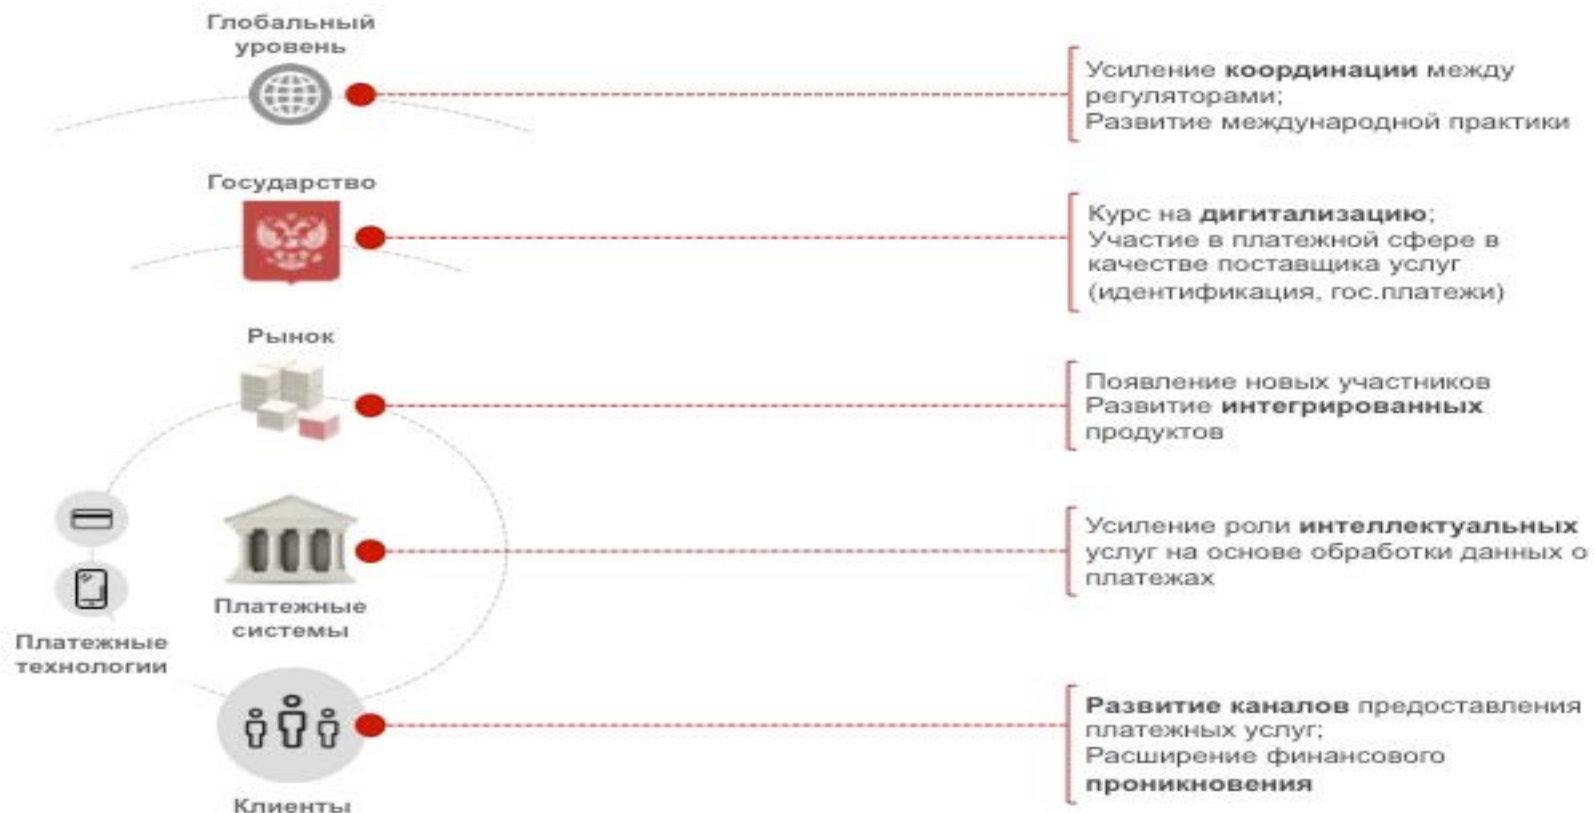 Глобальный
уровень
Усиление координации между
регуляторами;
Развитие международной практики
Государство
Курс на дигитализацию;
Участие в платежной сфере в
качестве поставщика услуг
(идентификация, гос.платежи)
Рынок
Появление новых участников
Развитие интегрированных
продуктов
Усиление роли интеллектуальных
услуг на основе обработки данных о
платежах
Платежные
системы
Платежные
технологии
Развитие каналов предоставления
платежных услуг;
Расширение финансового
проникновения
Клиенты